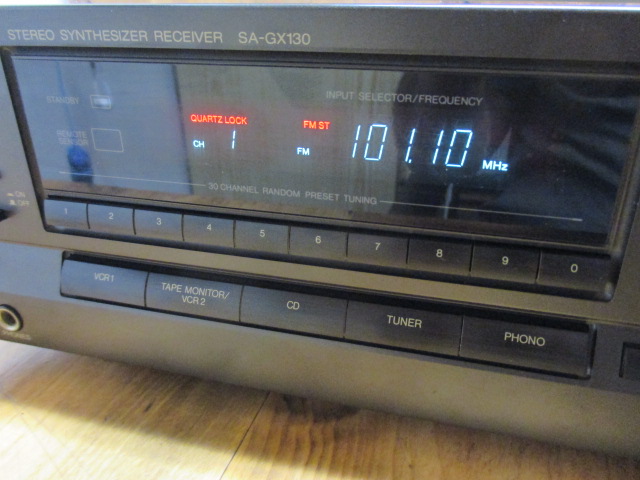 STEREO SYNTHESIZER RECEIVER SA-GX130
STANDBY
INPUT SELECTOR/FREQUENCY
QUARTZ LOCK FM ST
REMOTE SENSOR
CH 1 FM 101.10 MHz
30 CHANNEL RANDOM PRESET TUNING
ON
OFF
1 2 3 4 5 6 7 8 9 0
VCR1 TAPE MONITOR/ CD TUNER PHONO
VCR 2